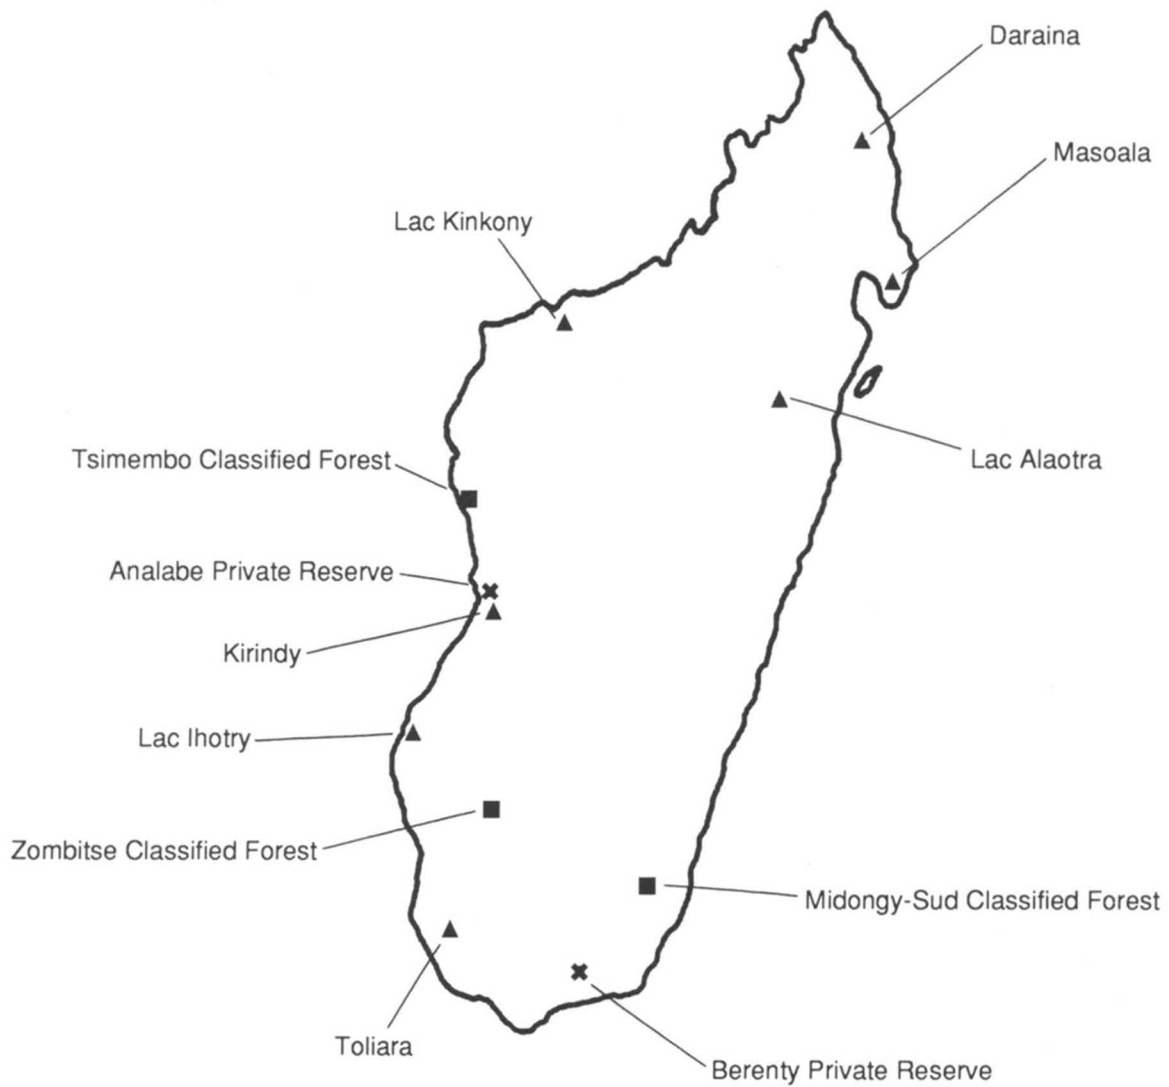 Daraina
Masoala
Lac Kinkony
Tsimembo Classified Forest
Lac Alaotra
Analabe Private Reserve
Kirindy
Lac Ihotry
Zombitse Classified Forest
Midongy-Sud Classified Forest
Toliara
Berenty Private Reserve